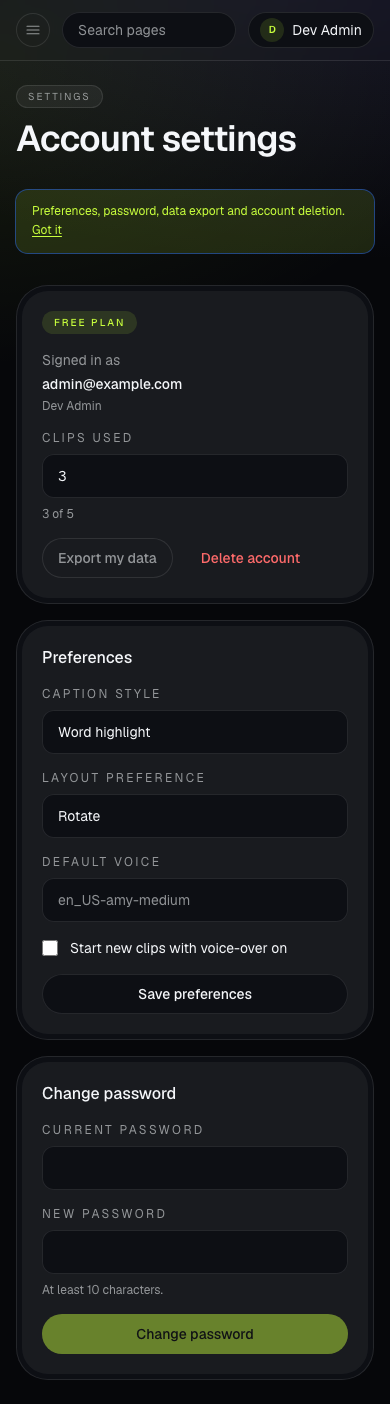 Search pages
D
Dev Admin
SETTINGS
Account settings
Preferences, password, data export and account deletion.
Got it
FREE PLAN
Signed in as
admin@example.com
Dev Admin
CLIPS USED
3
3 of 5
Export my data
Delete account
Preferences
CAPTION STYLE
Word highlight
LAYOUT PREFERENCE
Rotate
DEFAULT VOICE
en_US-amy-medium
Start new clips with voice-over on
Save preferences
Change password
CURRENT PASSWORD
NEW PASSWORD
At least 10 characters.
Change password